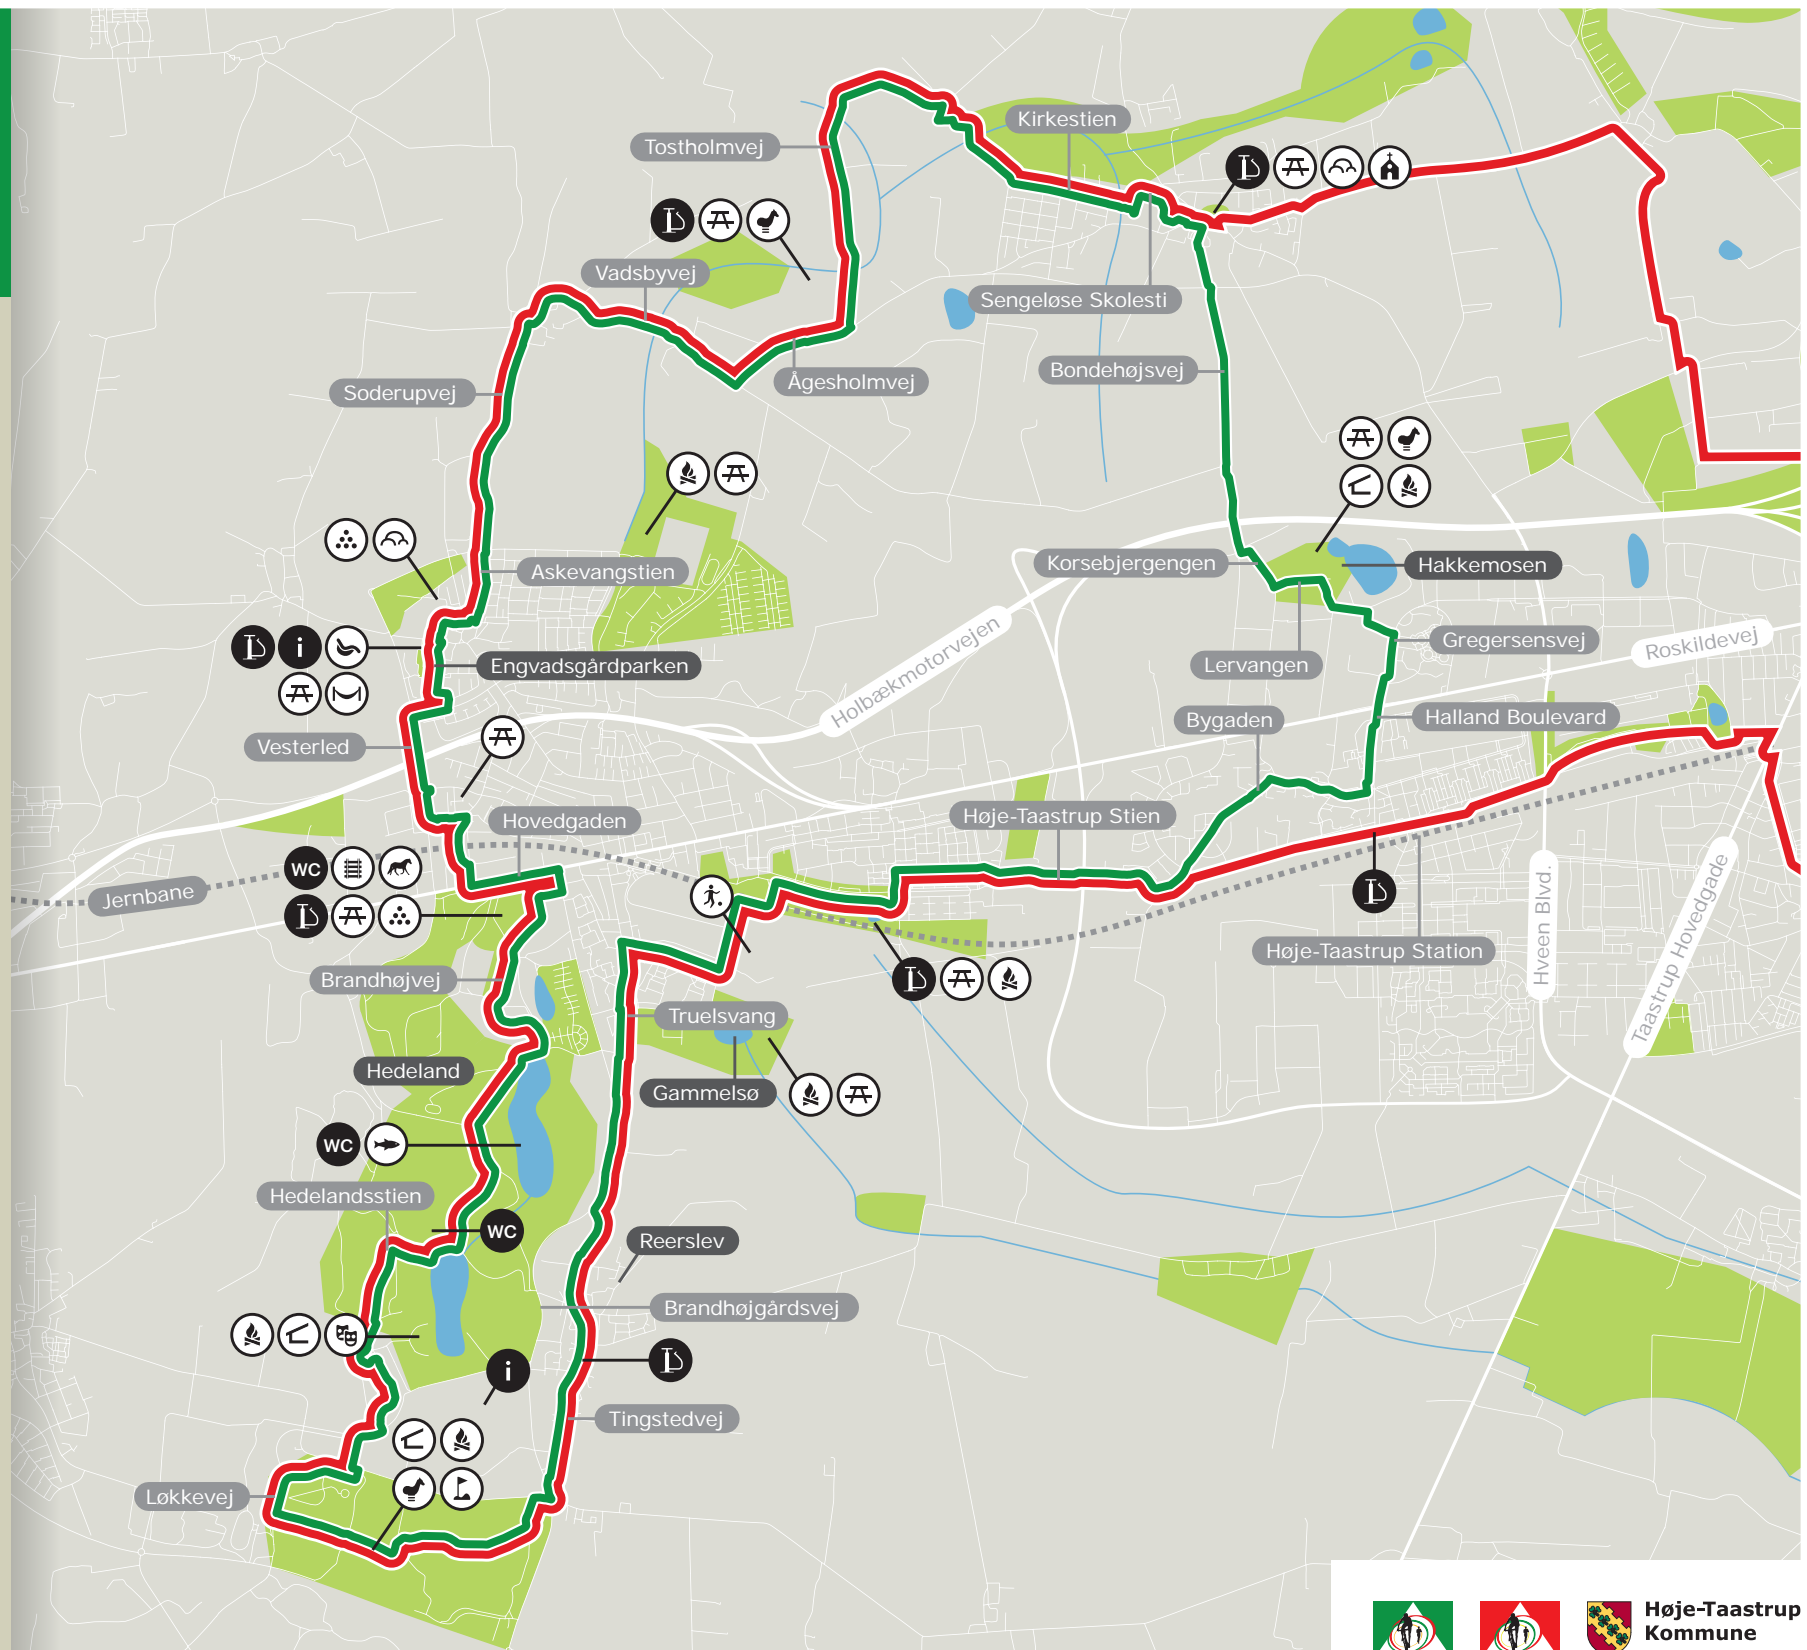 Kirkestien
Tostholmvej
Vadsbyvej
Sengeløse Skolesti
Bondehøjsvej
Ågesholmvej
Soderupvej
Askevangstien
Korsebjergengen
Hakkemosen
Holbækmotorvejen
Gregersensvej
Roskildevej
Lervangen
i
Engvadsgårdparken
Bygaden
Halland Boulevard
Vesterled
Hovedgaden
Høje-Taastrup Stien
WC
Jernbane
Hveen Blvd.
Taastrup Hovedgade
Høje-Taastrup Station
Brandhøjvej
Truelsvang
Hedeland
Gammelsø
WC
Hedelandsstien
WC
Reerslev
Brandhøjgårdsvej
i
Tingstedvej
Løkkevej
Høje-Taastrup
Kommune